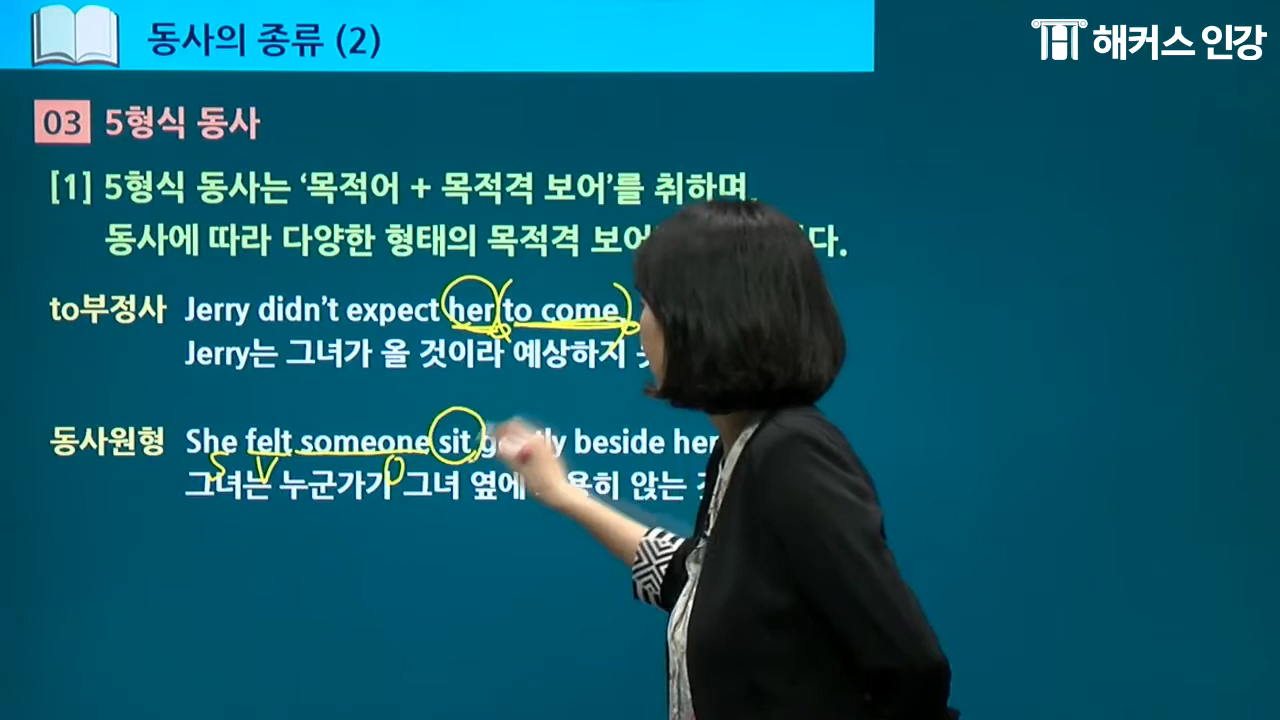 동사의 종류 (2)
해커스 인강
03 5형식 동사
[1] 5형식 동사는 ‘목적어 + 목적격 보어’를 취하며,
동사에 따라 다양한 형태의 목적격 보어 다.
to부정사 Jerry didn't expect her to come
Jerry는 그녀가 올 것이라 예상하지
동사원형 She felt someone sit beside her
S V O
그녀는 누군가가 그녀 옆에 앉는